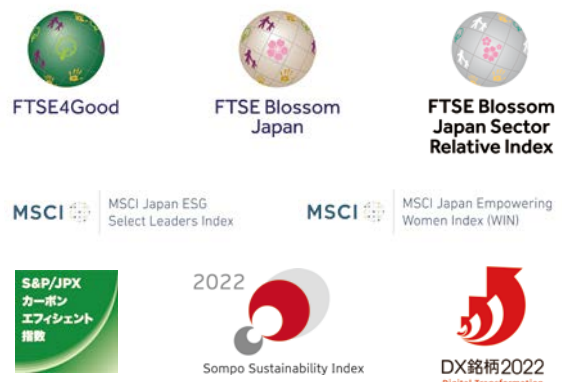 FTSE4Good
FTSE Blossom
Japan
FTSE Blossom
Japan Sector
Relative Index
MSCI
MSCI Japan ESG
Select Leaders Index
MSCI
MSCI Japan Empowering
Women Index (WIN)
S&P/JPX
カーボン
エフィシェント
指数
2022
Sompo Sustainability Index
DX銘柄2022
Digital Transformation